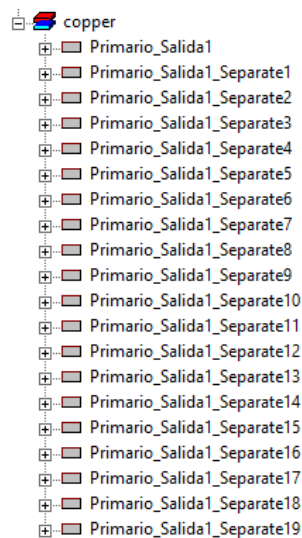 copper
Primario_Salida1
Primario_Salida1_Separate1
Primario_Salida1_Separate2
Primario_Salida1_Separate3
Primario_Salida1_Separate4
Primario_Salida1_Separate5
Primario_Salida1_Separate6
Primario_Salida1_Separate7
Primario_Salida1_Separate8
Primario_Salida1_Separate9
Primario_Salida1_Separate10
Primario_Salida1_Separate11
Primario_Salida1_Separate12
Primario_Salida1_Separate13
Primario_Salida1_Separate14
Primario_Salida1_Separate15
Primario_Salida1_Separate16
Primario_Salida1_Separate17
Primario_Salida1_Separate18
Primario_Salida1_Separate19